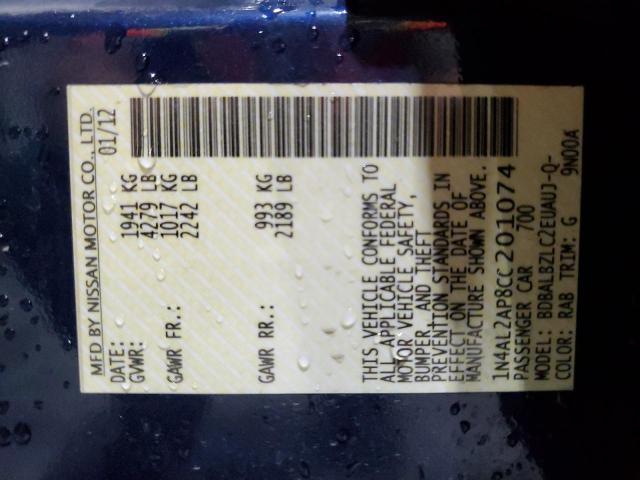 MFD BY NISSAN MOTOR CO., LTD.
DATE: 01/12
GVWR: 1941 KG
4279 LB
GAWR FR.: 1017 KG
2242 LB
GAWR RR.: 993 KG
2189 LB
THIS VEHICLE CONFORMS TO
ALL APPLICABLE FEDERAL
MOTOR VEHICLE SAFETY,
BUMPER, AND THEFT
PREVENTION STANDARDS IN
EFFECT ON THE DATE OF
MANUFACTURE SHOWN ABOVE.
1N4AL2AP8CC201074
PASSENGER CAR 700
MODEL: BDBALBZLC2EUAUJ-Q-
COLOR: RAB TRIM: G 9N00A